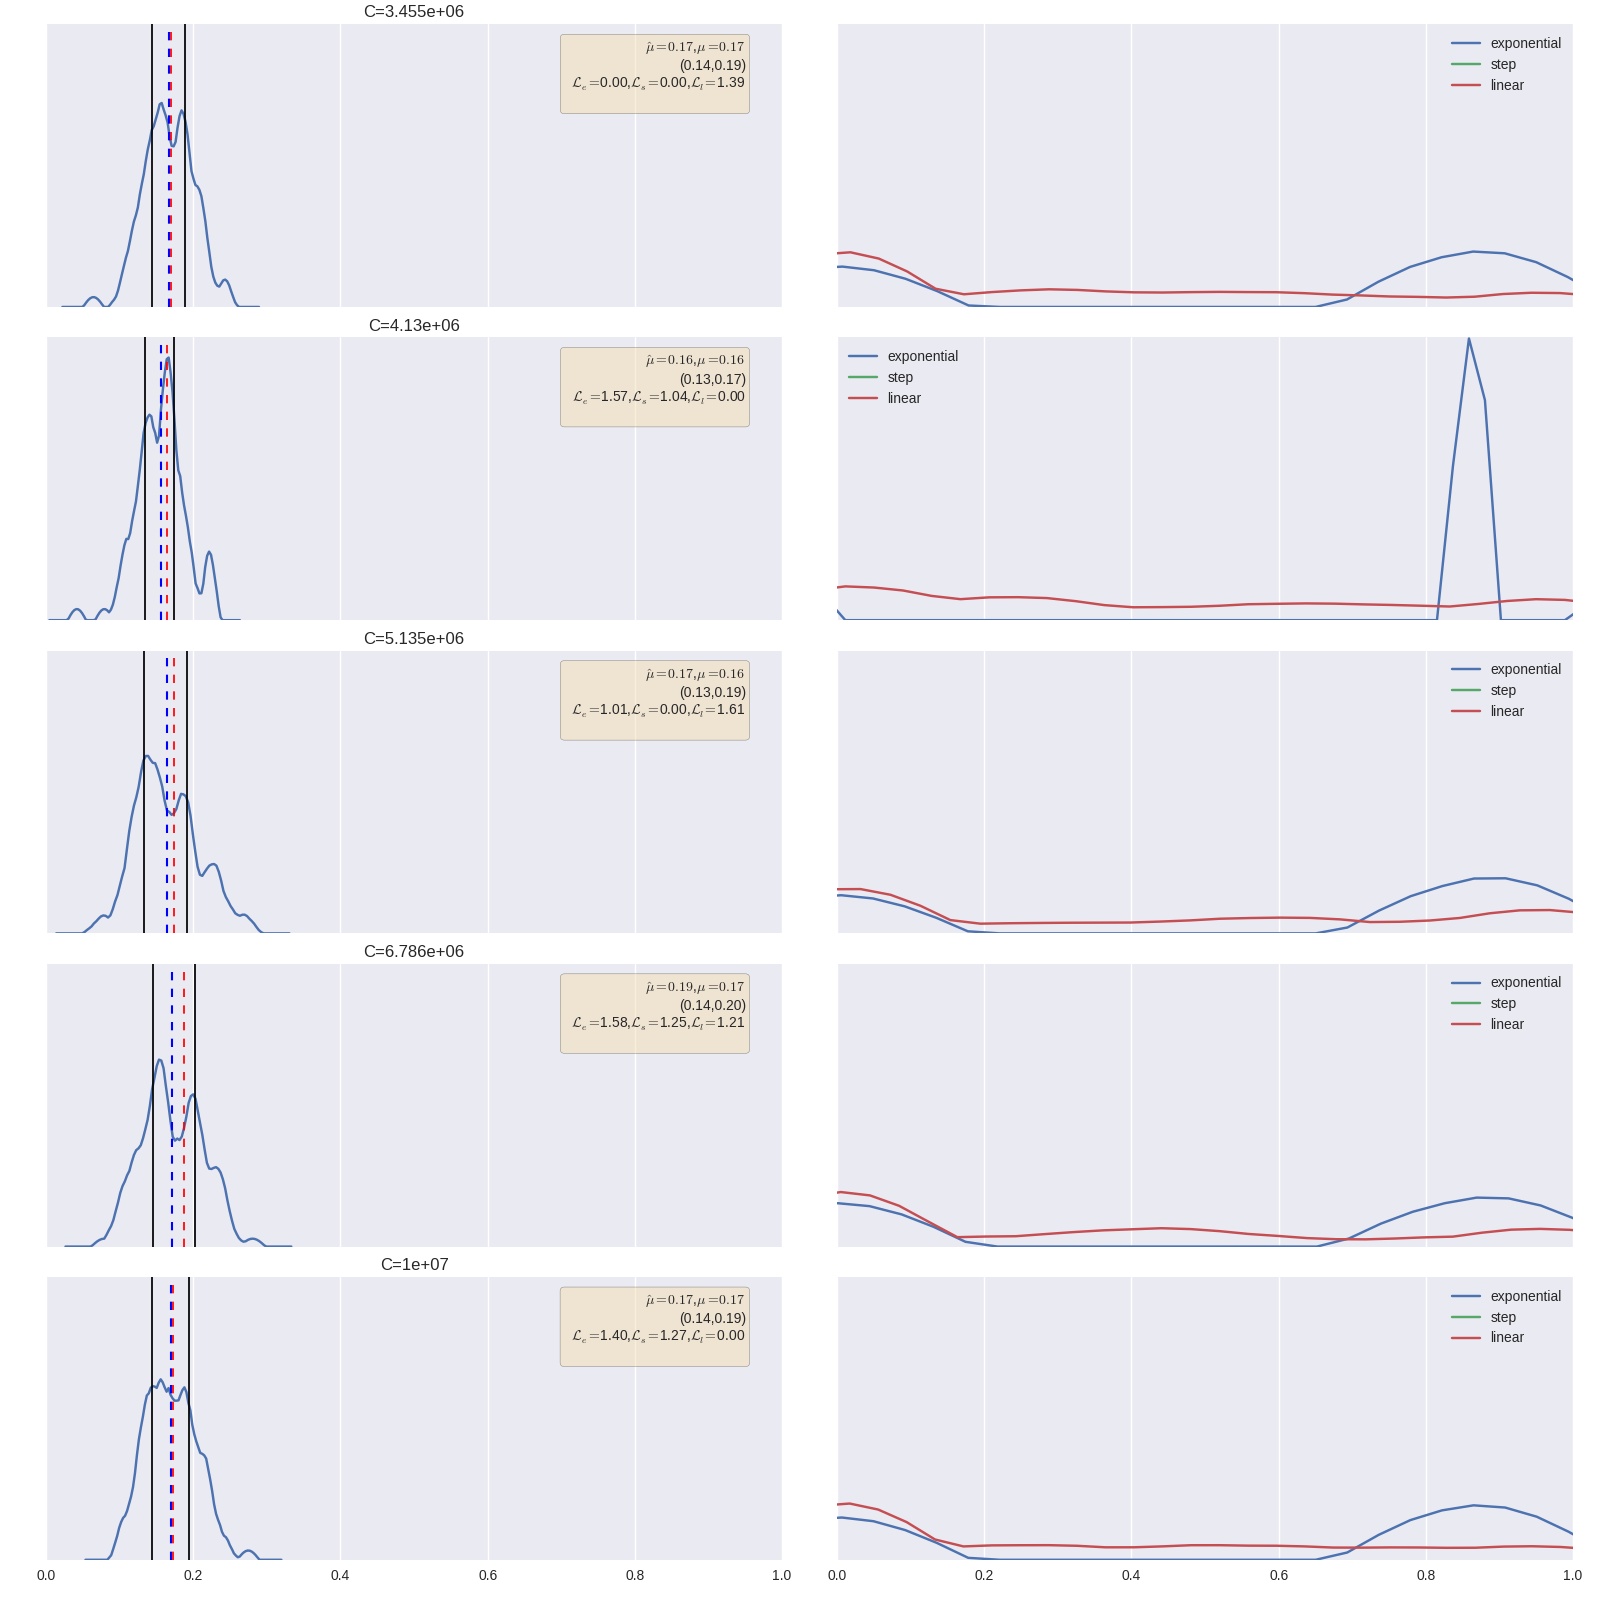 C=3.455e+06
μ̂=0.17,μ=0.17
(0.14,0.19)
ℒₑ=0.00,ℒₛ=0.00,ℒₗ=1.39
exponential
step
linear
C=4.13e+06
μ̂=0.16,μ=0.16
(0.13,0.17)
ℒₑ=1.57,ℒₛ=1.04,ℒₗ=0.00
exponential
step
linear
C=5.135e+06
μ̂=0.17,μ=0.16
(0.13,0.19)
ℒₑ=1.01,ℒₛ=0.00,ℒₗ=1.61
exponential
step
linear
C=6.786e+06
μ̂=0.19,μ=0.17
(0.14,0.20)
ℒₑ=1.58,ℒₛ=1.25,ℒₗ=1.21
exponential
step
linear
C=1e+07
μ̂=0.17,μ=0.17
(0.14,0.19)
ℒₑ=1.40,ℒₛ=1.27,ℒₗ=0.00
exponential
step
linear
0.0 0.2 0.4 0.6 0.8 1.0
0.0 0.2 0.4 0.6 0.8 1.0